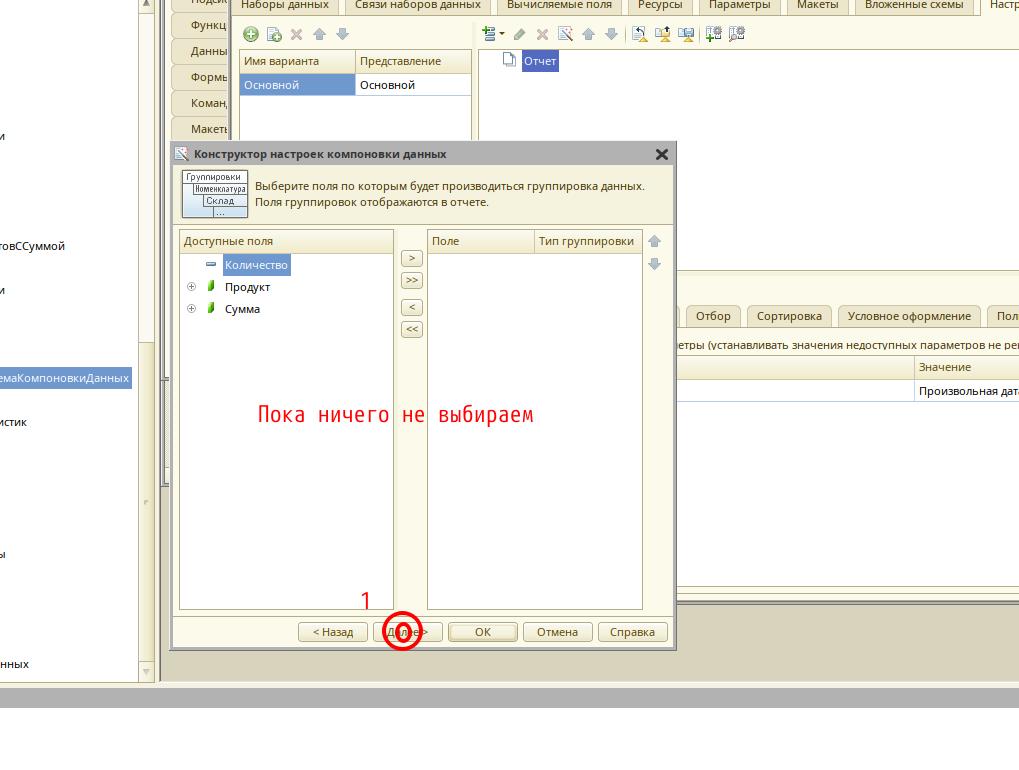 Наборы данных Связи наборов данных Вычисляемые поля Ресурсы Параметры Макеты Вложенные схемы Настр
Функц
Данны
Формы
Коман
Макеть
Имя варианта Представление
Основной Основной
Отчет
и
товССуммой
и
емаКомпоновкиДанных
истик
ы
нных
Конструктор настроек компоновки данных
Группировки
Номенклатура
Склад
...
Выберите поля по которым будет производиться группировка данных.
Поля группировок отображаются в отчете.
Доступные поля
Количество
Продукт
Сумма
>
>>
<
<<
Поле Тип группировки
Пока ничего не выбираем
1
< Назад Далее > ОК Отмена Справка
Отбор Сортировка Условное оформление Пол
етры (устанавливать значения недоступных параметров не рек
Значение
Произвольная дата